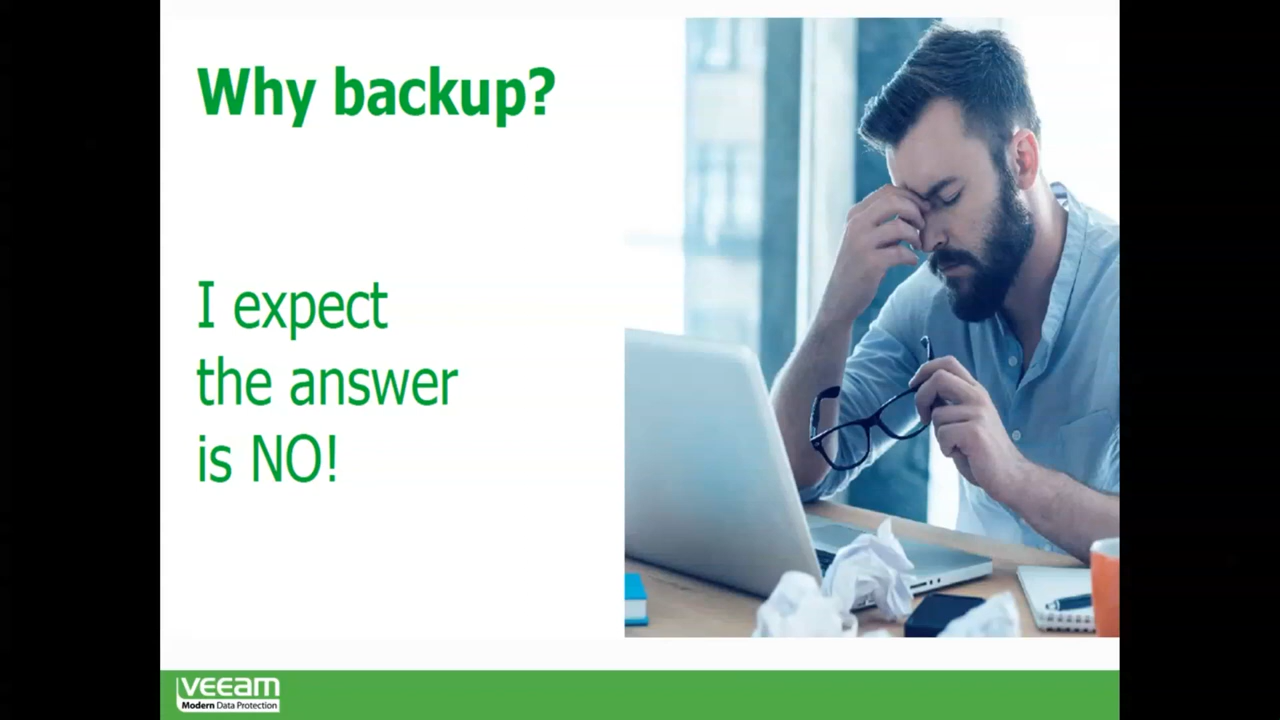 Why backup?
I expect
the answer
is NO!
veeam
Modern Data Protection